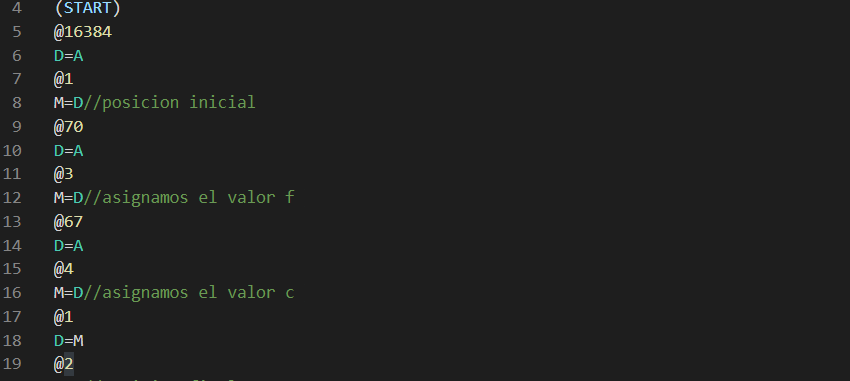 4 (START)
5 @16384
6 D=A
7 @1
8 M=D//posicion inicial
9 @70
10 D=A
11 @3
12 M=D//asignamos el valor f
13 @67
14 D=A
15 @4
16 M=D//asignamos el valor c
17 @1
18 D=M
19 @2